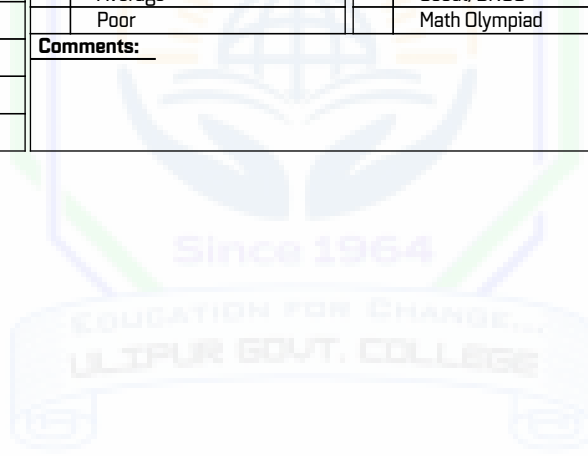 Poor Math Olympiad
Comments:
Since 1964
EDUCATION FOR CHANGE...
ULIPUR GOVT. COLLEGE